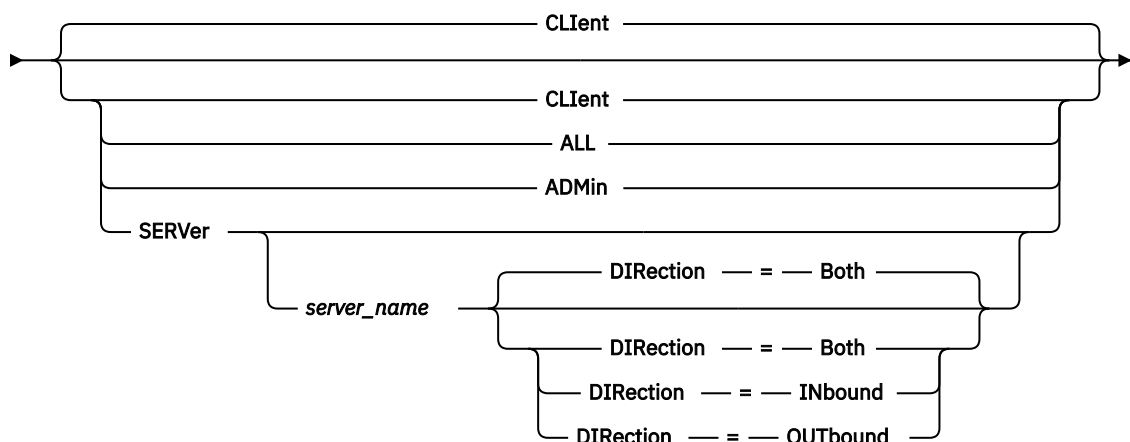 CLIent
CLIent
ALL
ADMin
SERVer
DIRection = Both
server_name
DIRection = Both
DIRection = INbound
DIRection = OUTbound